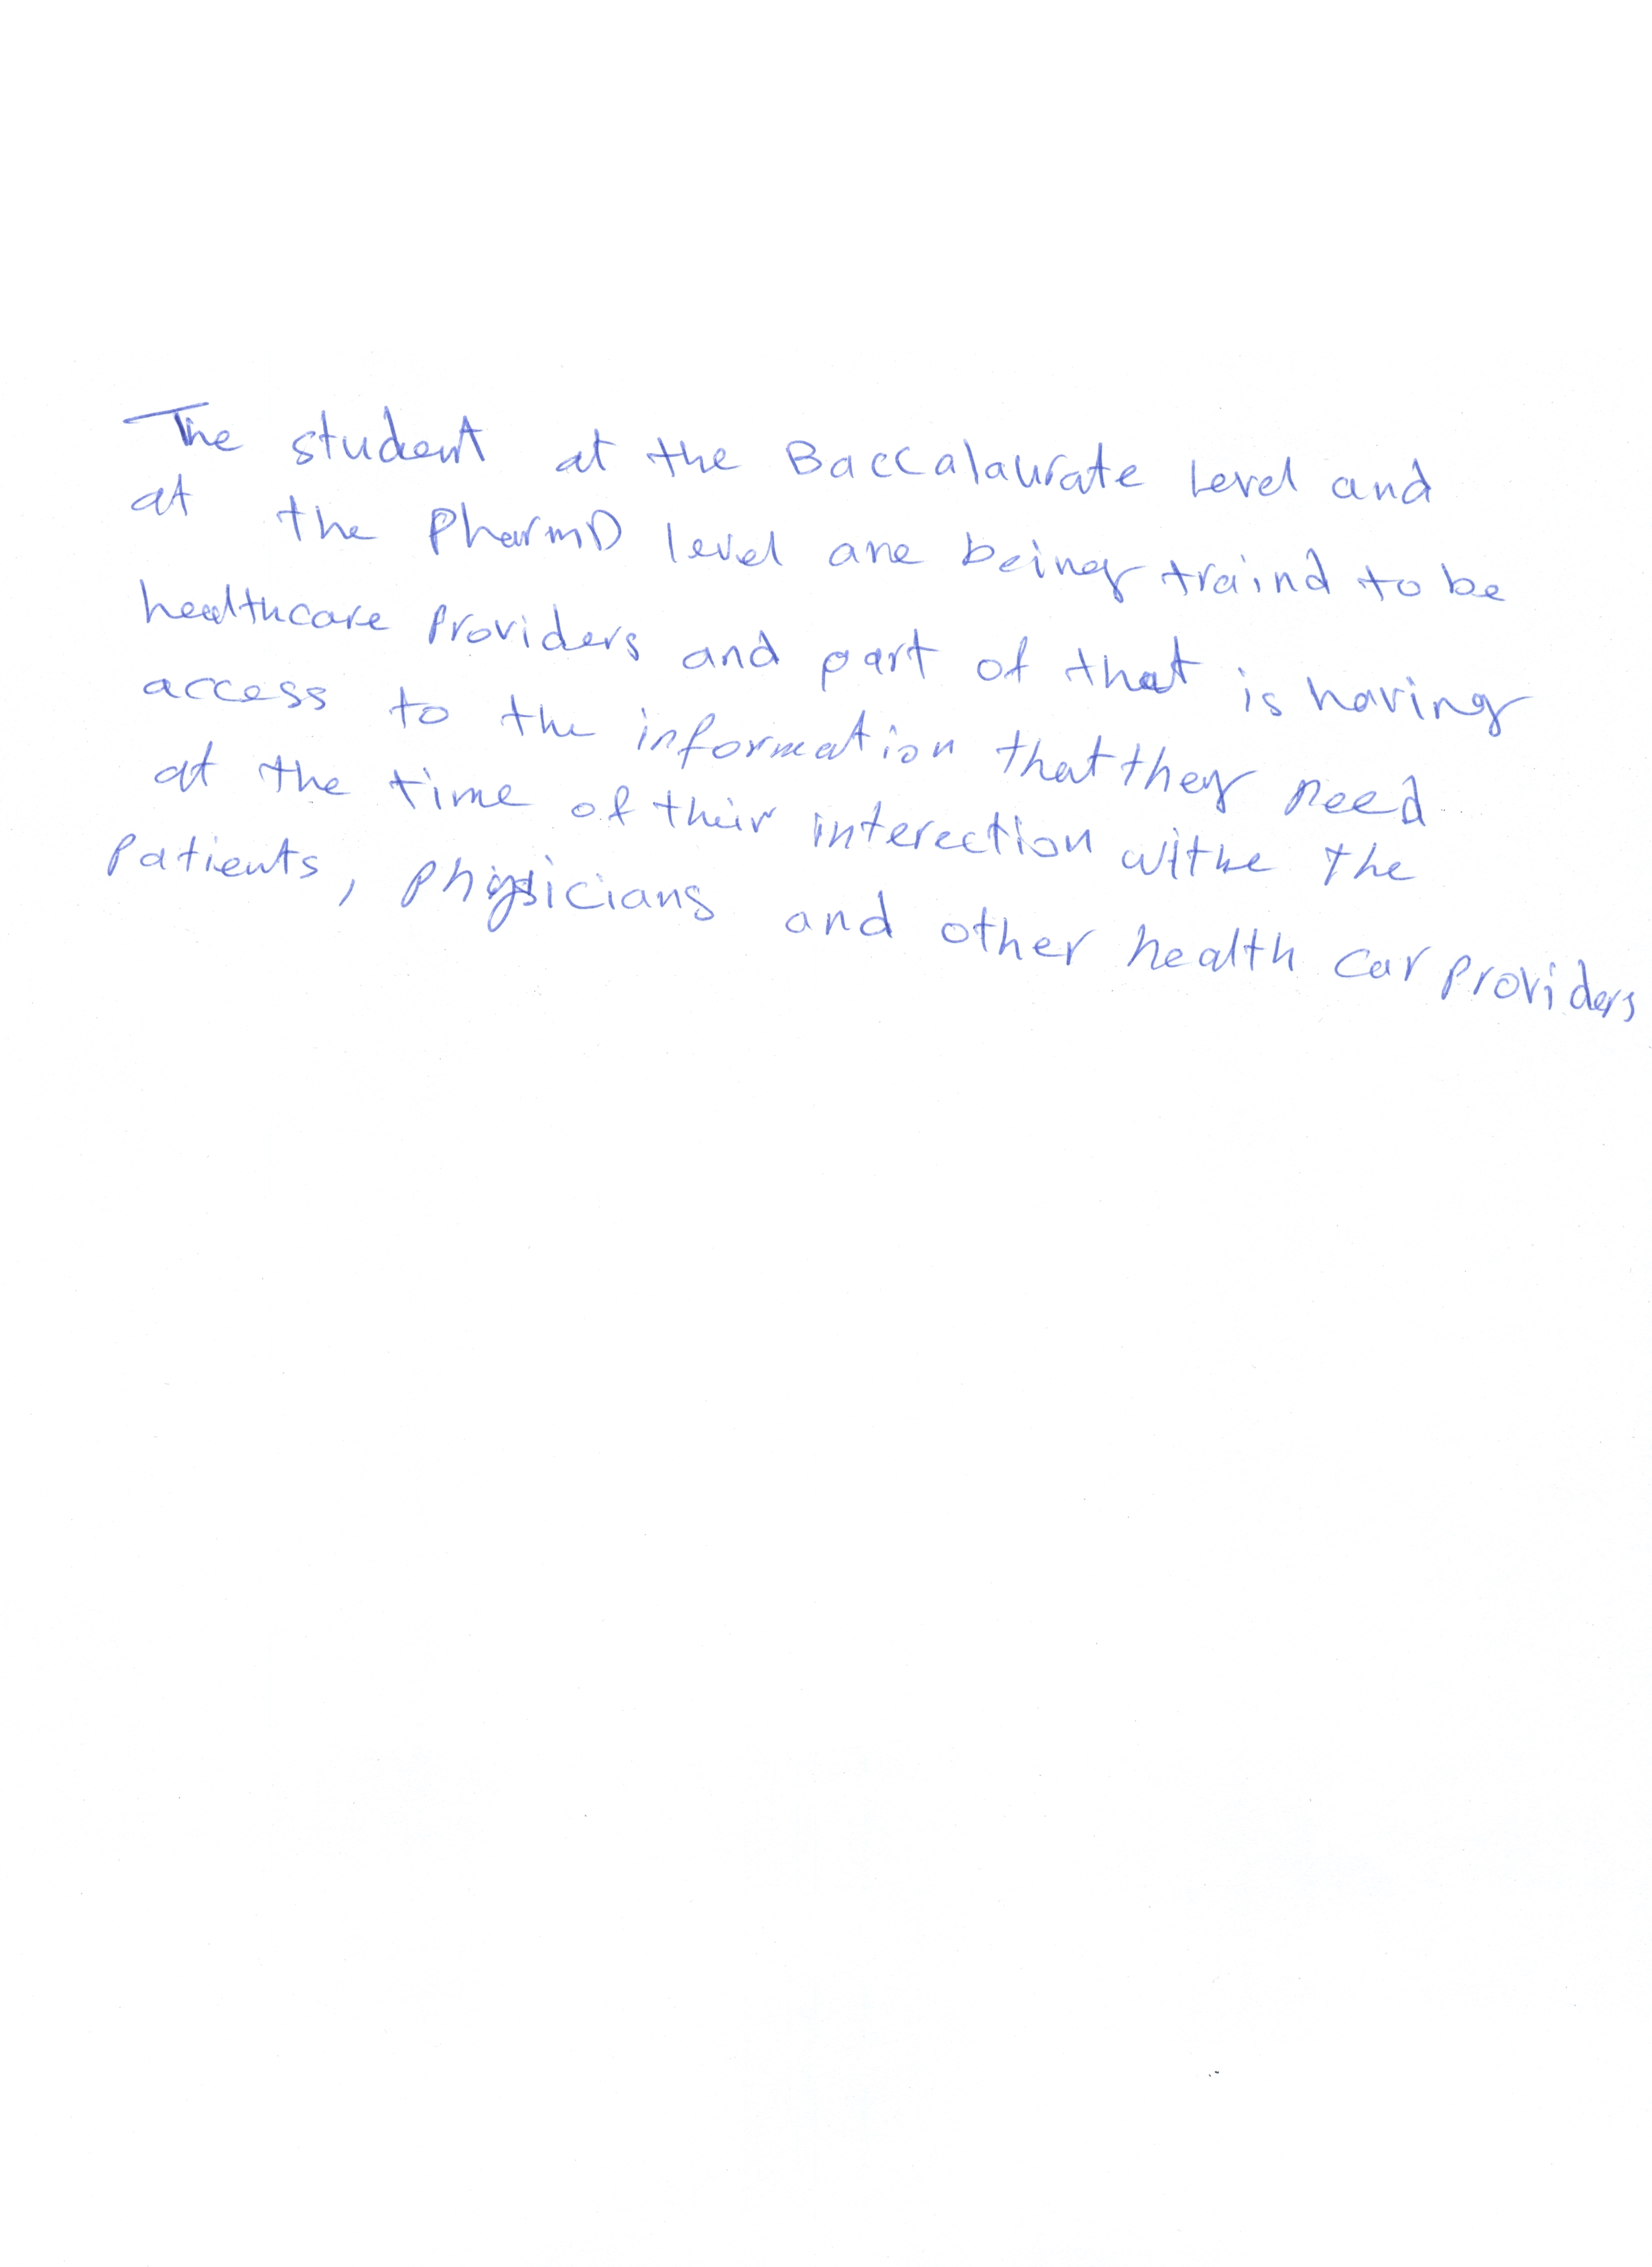 The student at the Baccalaurate Level and
at the PharmD level are being traind to be
healthcare Providers and part of that is having
access to the information that they need
at the time of their interection withe the
Patients, physicians and other health car providers